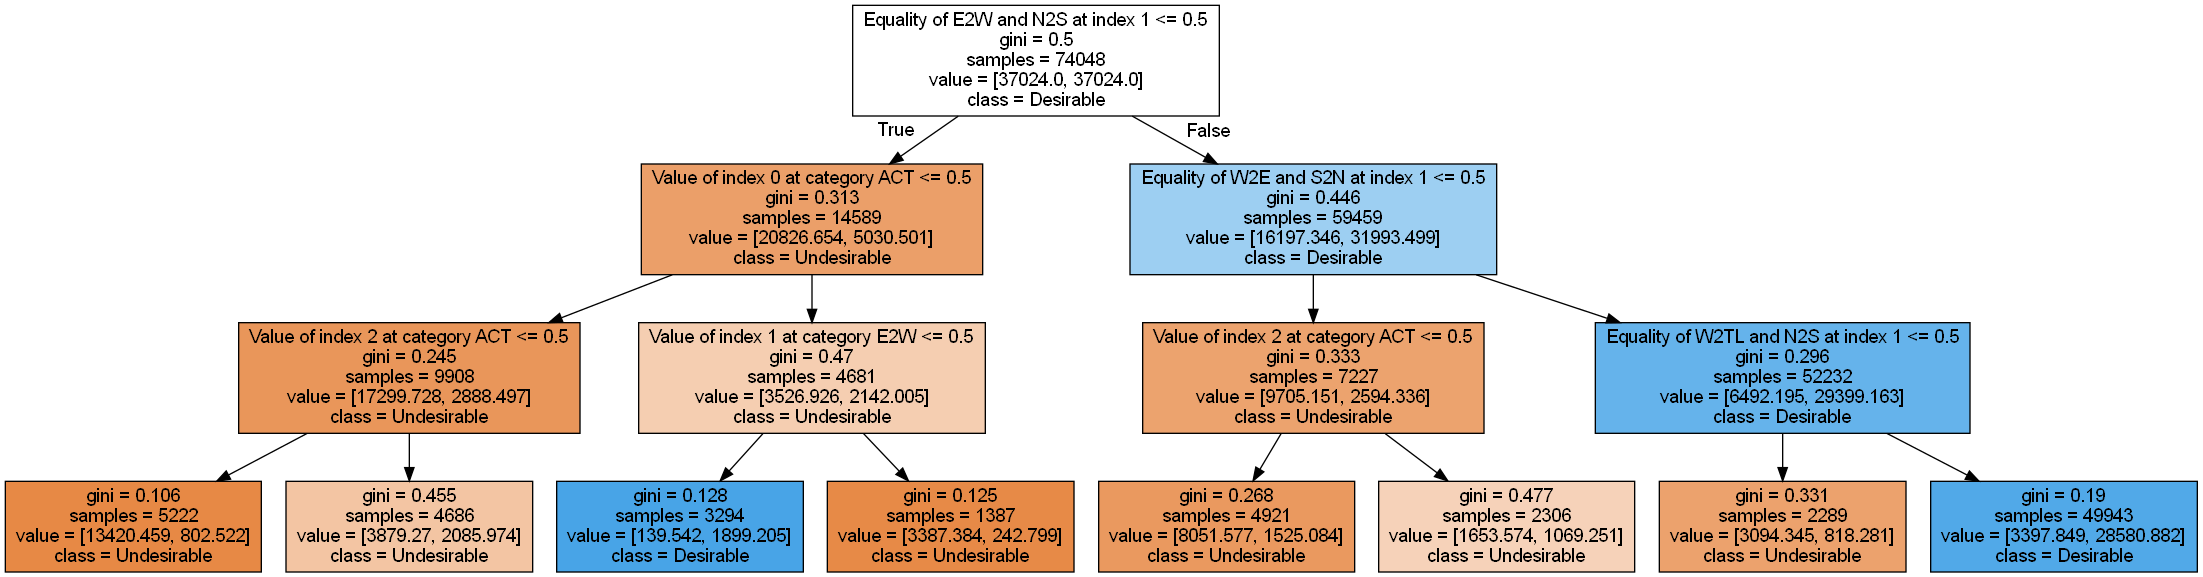 Equality of E2W and N2S at index 1 <= 0.5
gini = 0.5
samples = 74048
value = [37024.0, 37024.0]
class = Desirable
True
False
Value of index 0 at category ACT <= 0.5
gini = 0.313
samples = 14589
value = [20826.654, 5030.501]
class = Undesirable
Equality of W2E and S2N at index 1 <= 0.5
gini = 0.446
samples = 59459
value = [16197.346, 31993.499]
class = Desirable
Value of index 2 at category ACT <= 0.5
gini = 0.245
samples = 9908
value = [17299.728, 2888.497]
class = Undesirable
Value of index 1 at category E2W <= 0.5
gini = 0.47
samples = 4681
value = [3526.926, 2142.005]
class = Undesirable
Value of index 2 at category ACT <= 0.5
gini = 0.333
samples = 7227
value = [9705.151, 2594.336]
class = Undesirable
Equality of W2TL and N2S at index 1 <= 0.5
gini = 0.296
samples = 52232
value = [6492.195, 29399.163]
class = Desirable
gini = 0.106
samples = 5222
value = [13420.459, 802.522]
class = Undesirable
gini = 0.455
samples = 4686
value = [3879.27, 2085.974]
class = Undesirable
gini = 0.128
samples = 3294
value = [139.542, 1899.205]
class = Desirable
gini = 0.125
samples = 1387
value = [3387.384, 242.799]
class = Undesirable
gini = 0.268
samples = 4921
value = [8051.577, 1525.084]
class = Undesirable
gini = 0.477
samples = 2306
value = [1653.574, 1069.251]
class = Undesirable
gini = 0.331
samples = 2289
value = [3094.345, 818.281]
class = Undesirable
gini = 0.19
samples = 49943
value = [3397.849, 28580.882]
class = Desirable